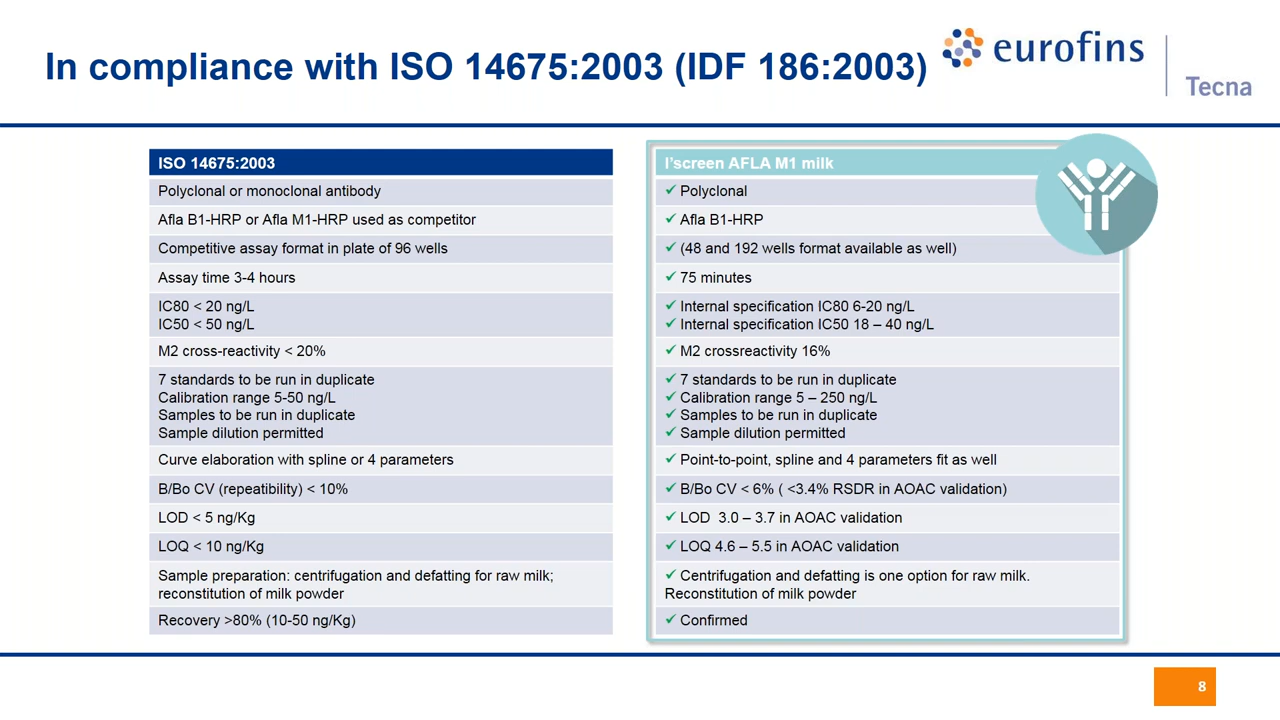 In compliance with ISO 14675:2003 (IDF 186:2003)
eurofins
Tecna
ISO 14675:2003
Polyclonal or monoclonal antibody
Afla B1-HRP or Afla M1-HRP used as competitor
Competitive assay format in plate of 96 wells
Assay time 3-4 hours
IC80 < 20 ng/L
IC50 < 50 ng/L
M2 cross-reactivity < 20%
7 standards to be run in duplicate
Calibration range 5-50 ng/L
Samples to be run in duplicate
Sample dilution permitted
Curve elaboration with spline or 4 parameters
B/Bo CV (repeatibility) < 10%
LOD < 5 ng/Kg
LOQ < 10 ng/Kg
Sample preparation: centrifugation and defatting for raw milk;
reconstitution of milk powder
Recovery >80% (10-50 ng/Kg)
I'screen AFLA M1 milk
✓ Polyclonal
✓ Afla B1-HRP
✓ (48 and 192 wells format available as well)
✓ 75 minutes
✓ Internal specification IC80 6-20 ng/L
✓ Internal specification IC50 18 – 40 ng/L
✓ M2 crossreactivity 16%
✓ 7 standards to be run in duplicate
✓ Calibration range 5 – 250 ng/L
✓ Samples to be run in duplicate
✓ Sample dilution permitted
✓ Point-to-point, spline and 4 parameters fit as well
✓ B/Bo CV < 6% ( <3.4% RSDR in AOAC validation)
✓ LOD 3.0 – 3.7 in AOAC validation
✓ LOQ 4.6 – 5.5 in AOAC validation
✓ Centrifugation and defatting is one option for raw milk.
Reconstitution of milk powder
✓ Confirmed
8